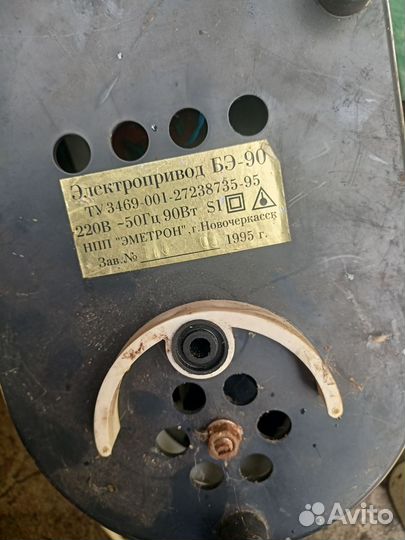 Электропривод БЭ-90
ТУ 3469-001-27238735-95
220В ~50Гц 90Вт S1
НПП "ЭМЕТРОН", г. Новочеркасск
Зав.№ 1995 г.
Avito